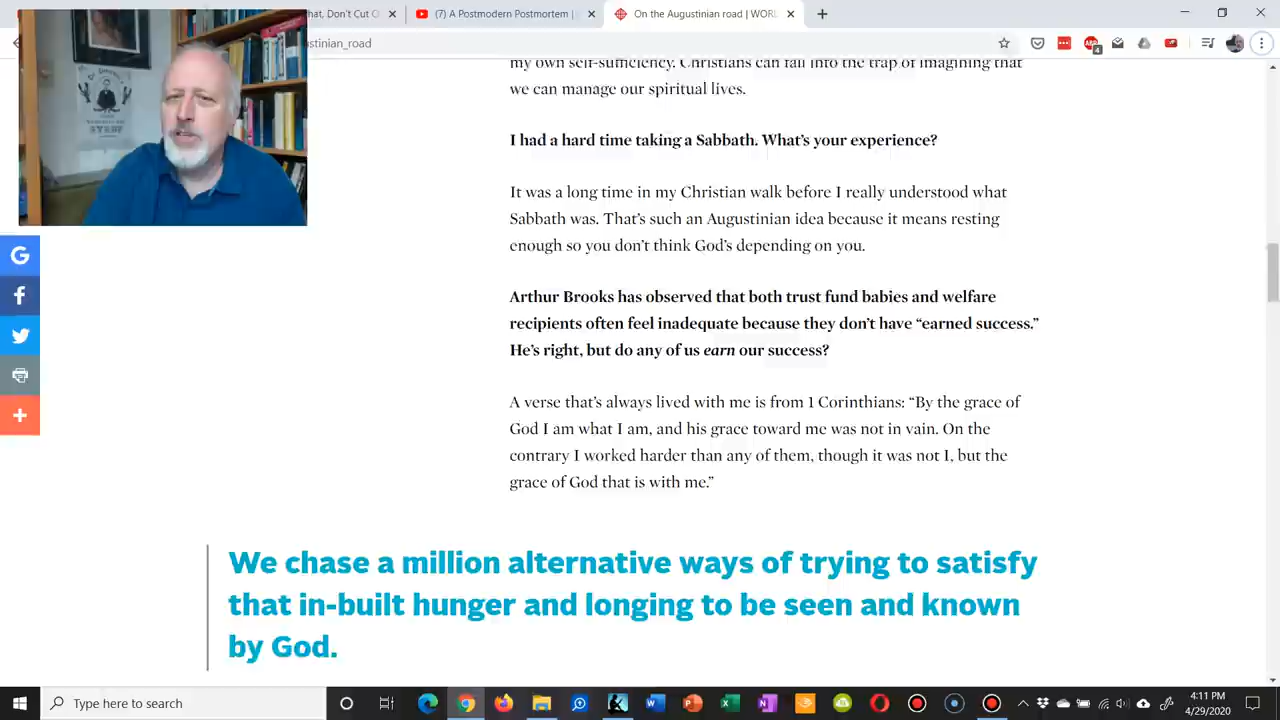 hat, Don't Cut O
(7) A Postmodern Postmortem |
On the Augustinian road | WORL
stinian_road
4
my own self-sufficiency. Christians can fall into the trap of imagining that
we can manage our spiritual lives.
I had a hard time taking a Sabbath. What's your experience?
It was a long time in my Christian walk before I really understood what
Sabbath was. That's such an Augustinian idea because it means resting
enough so you don't think God's depending on you.
Arthur Brooks has observed that both trust fund babies and welfare
recipients often feel inadequate because they don't have “earned success.”
He's right, but do any of us earn our success?
A verse that's always lived with me is from 1 Corinthians: “By the grace of
God I am what I am, and his grace toward me was not in vain. On the
contrary I worked harder than any of them, though it was not I, but the
grace of God that is with me.”
We chase a million alternative ways of trying to satisfy
that in-built hunger and longing to be seen and known
by God.
Type here to search
4:11 PM
4/29/2020